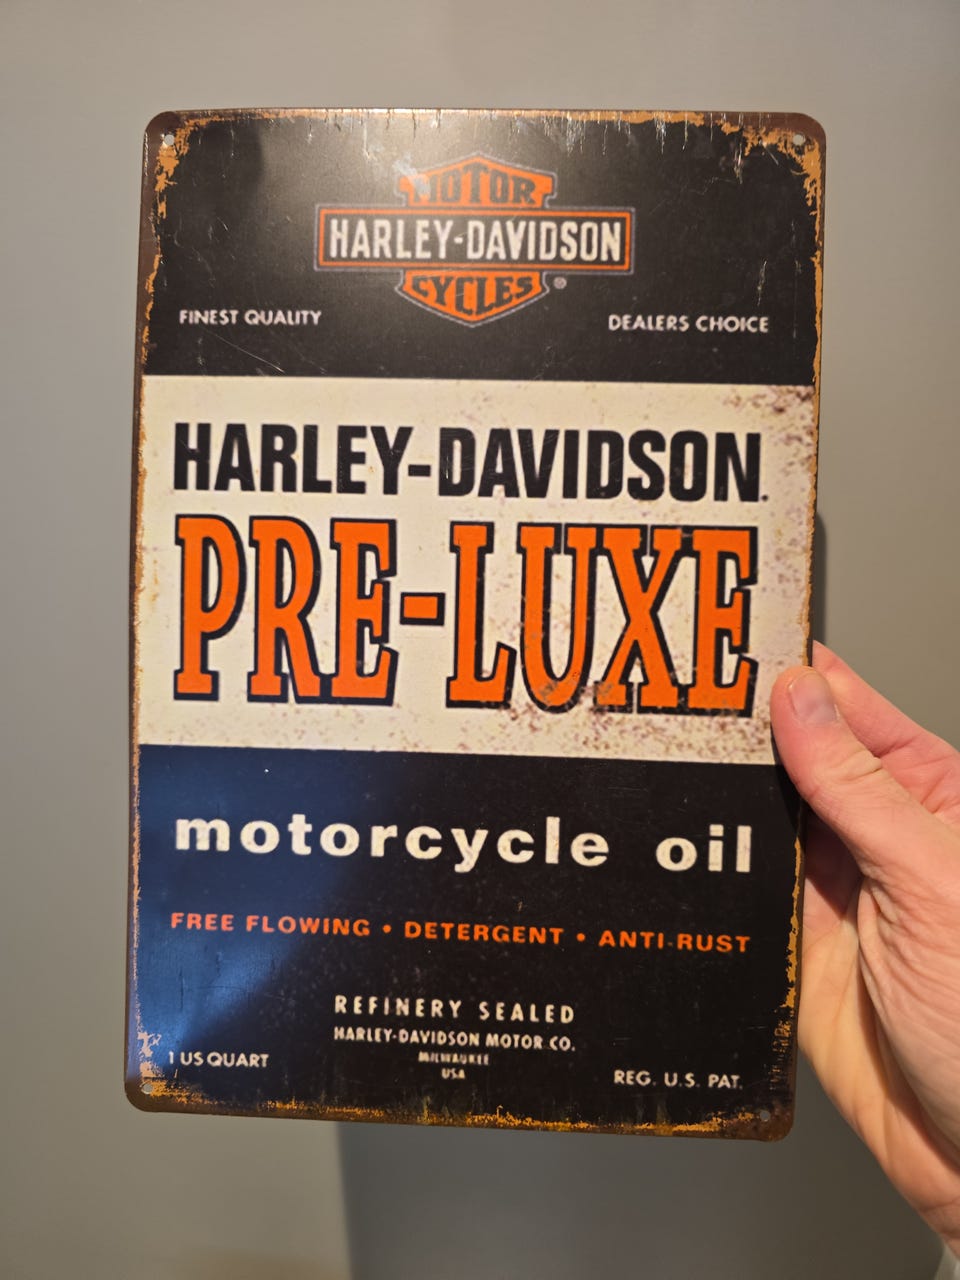 MOTOR
HARLEY-DAVIDSON
CYCLES ®
FINEST QUALITY
DEALERS CHOICE
HARLEY-DAVIDSON.
PRE-LUXE
motorcycle oil
FREE FLOWING • DETERGENT • ANTI-RUST
REFINERY SEALED
HARLEY-DAVIDSON MOTOR CO.
MILWAUKEE
USA
1 US QUART
REG. U.S. PAT.